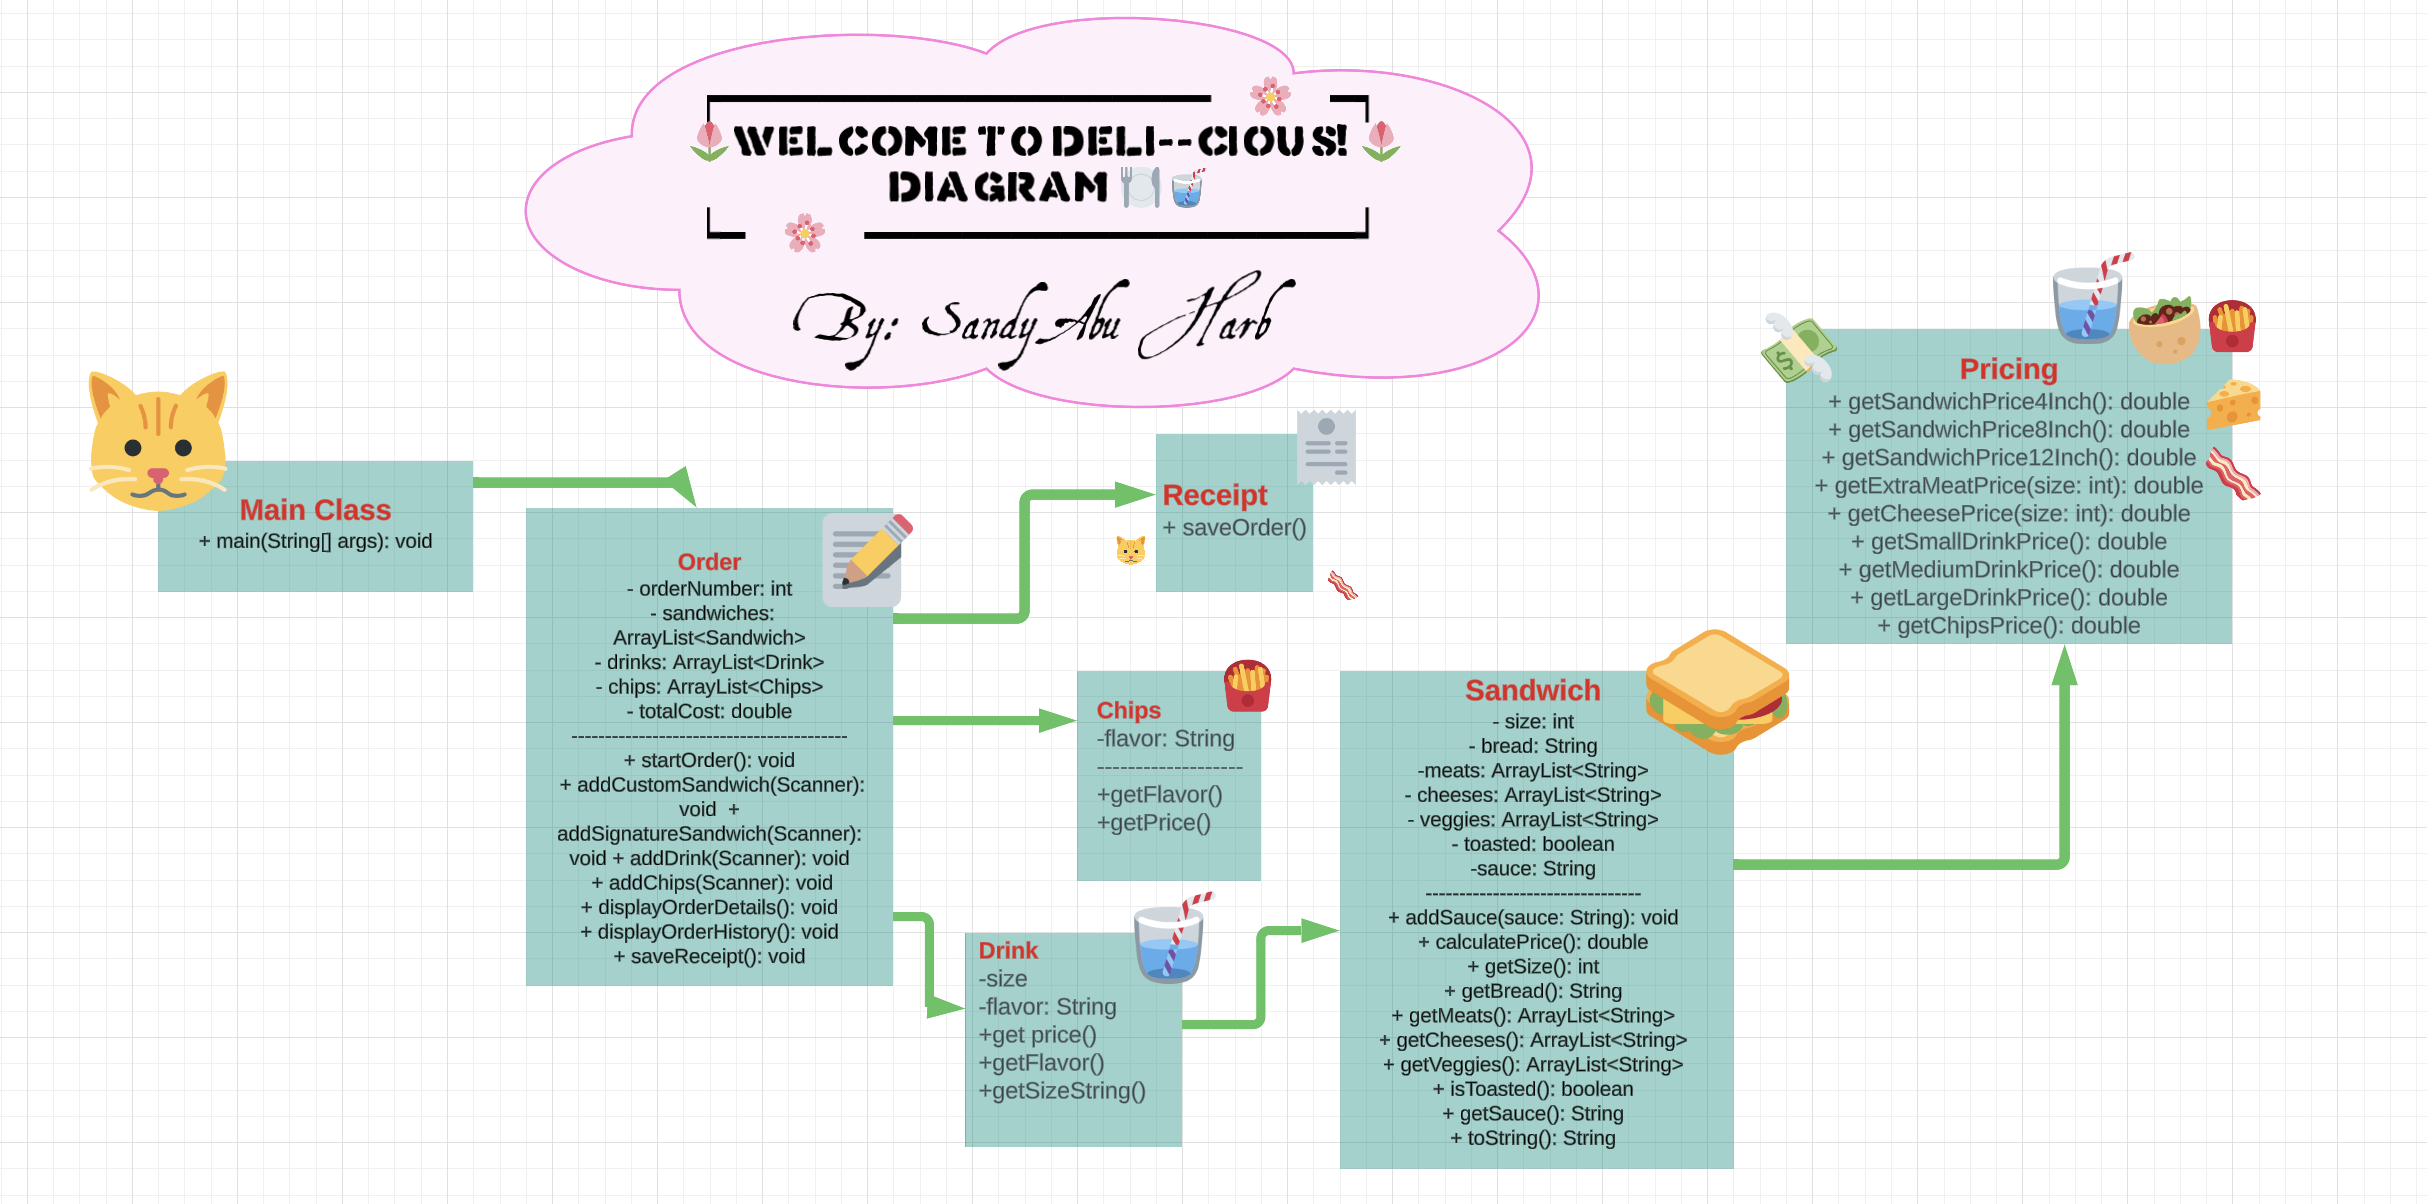 WELCOME TO DELI--CIOUS!
DIAGRAM
By: Sandy Abu Harb
Main Class
+ main(String[] args): void
Order
- orderNumber: int
- sandwiches:
ArrayList<Sandwich>
- drinks: ArrayList<Drink>
- chips: ArrayList<Chips>
- totalCost: double
-----------------------------------------
+ startOrder(): void
+ addCustomSandwich(Scanner):
void +
addSignatureSandwich(Scanner):
void + addDrink(Scanner): void
+ addChips(Scanner): void
+ displayOrderDetails(): void
+ displayOrderHistory(): void
+ saveReceipt(): void
Receipt
+ saveOrder()
Chips
-flavor: String
-------------------
+getFlavor()
+getPrice()
Drink
-size
-flavor: String
+get price()
+getFlavor()
+getSizeString()
Sandwich
- size: int
- bread: String
-meats: ArrayList<String>
- cheeses: ArrayList<String>
- veggies: ArrayList<String>
- toasted: boolean
-sauce: String
--------------------------------
+ addSauce(sauce: String): void
+ calculatePrice(): double
+ getSize(): int
+ getBread(): String
+ getMeats(): ArrayList<String>
+ getCheeses(): ArrayList<String>
+ getVeggies(): ArrayList<String>
+ isToasted(): boolean
+ getSauce(): String
+ toString(): String
Pricing
+ getSandwichPrice4Inch(): double
+ getSandwichPrice8Inch(): double
+ getSandwichPrice12Inch(): double
+ getExtraMeatPrice(size: int): double
+ getCheesePrice(size: int): double
+ getSmallDrinkPrice(): double
+ getMediumDrinkPrice(): double
+ getLargeDrinkPrice(): double
+ getChipsPrice(): double